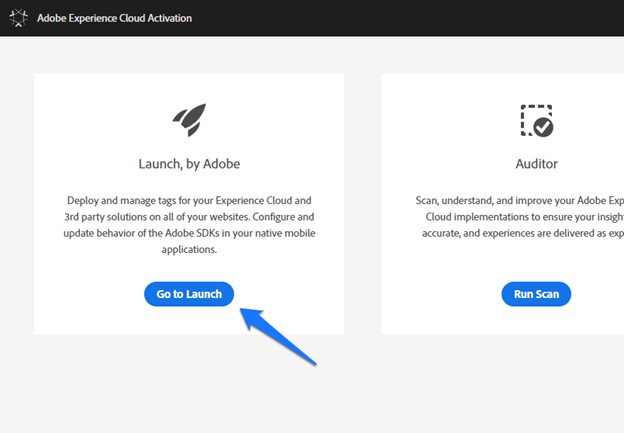 Adobe Experience Cloud Activation
Launch, by Adobe
Deploy and manage tags for your Experience Cloud and
3rd party solutions on all of your websites. Configure and
update behavior of the Adobe SDKs in your native mobile
applications.
Go to Launch
Auditor
Scan, understand, and improve your Adobe Exp
Cloud implementations to ensure your insigh
accurate, and experiences are delivered as exp
Run Scan